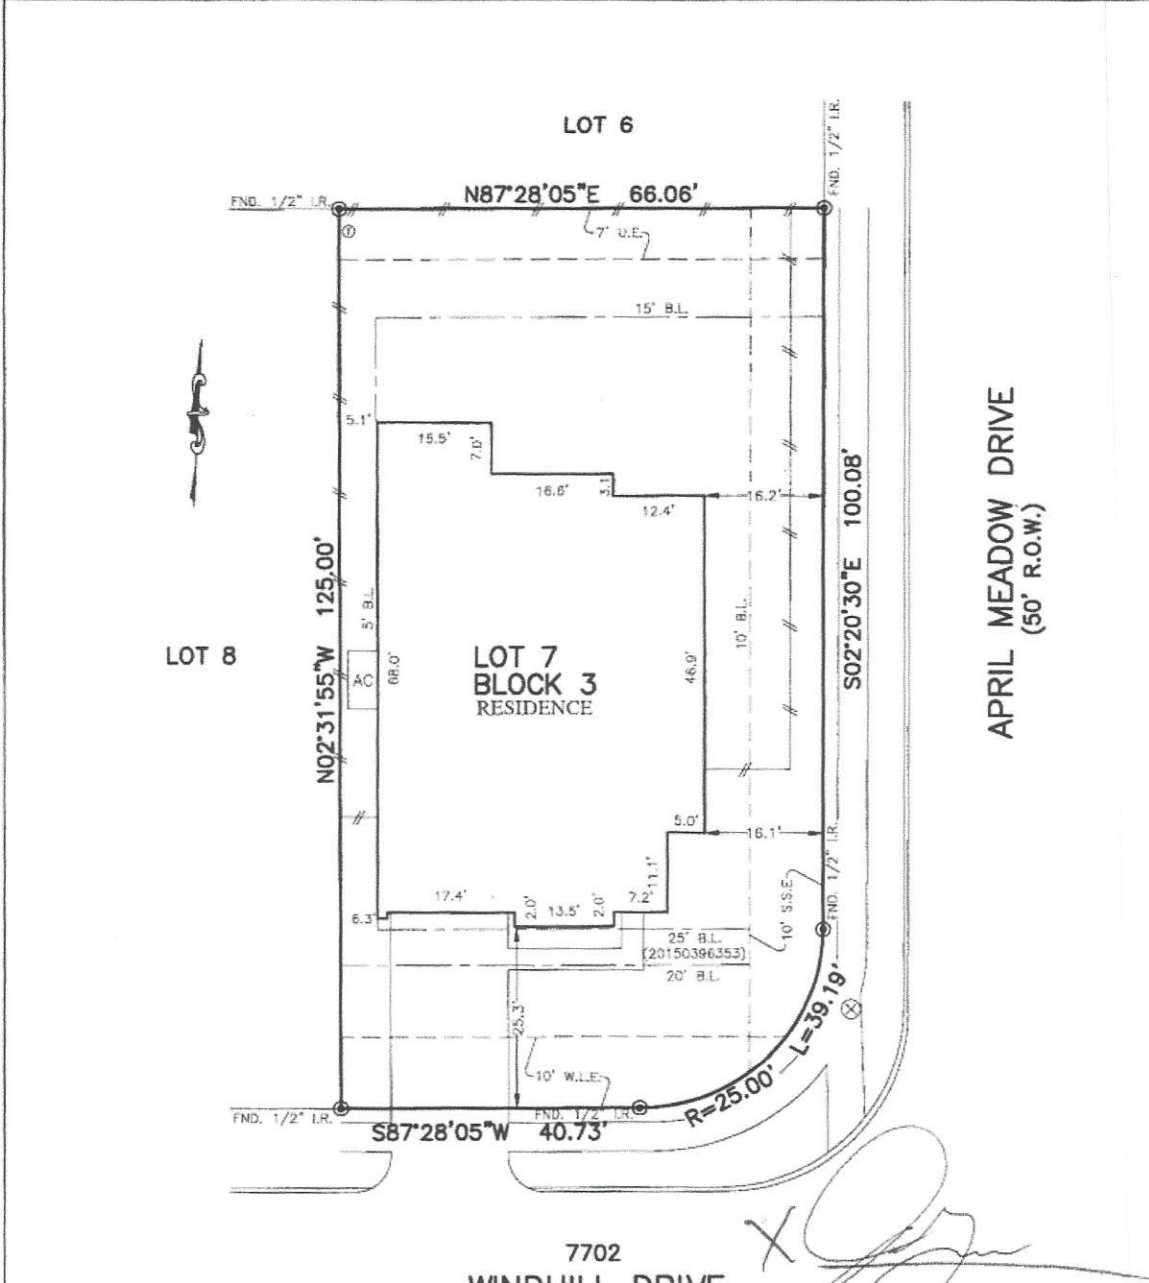 LOT 6
FND. 1/2" I.R.
N87°28'05"E 66.06'
FND. 1/2" I.R.
T
7' U.E.
15' B.L.
5.1'
15.5'
7.0'
16.6'
3.1
12.4'
16.2'
N02°31'55"W 125.00'
5' B.L.
68.0'
AC
LOT 8
LOT 7
BLOCK 3
RESIDENCE
46.9'
10' B.L.
S02°20'30"E 100.08'
APRIL MEADOW DRIVE
(50' R.O.W.)
5.0'
16.1'
FND. 1/2" I.R.
11.1'
10' S.S.E.
6.3'
17.4'
2.0'
13.5'
2.0'
7.2'
25' B.L.
(20150396353)
20' B.L.
25.3'
10' W.L.E.
R=25.00' L=39.19'
FND. 1/2" I.R.
FND. 1/2" I.R.
S87°28'05"W 40.73'
X
7702
WINDHILL DRIVE